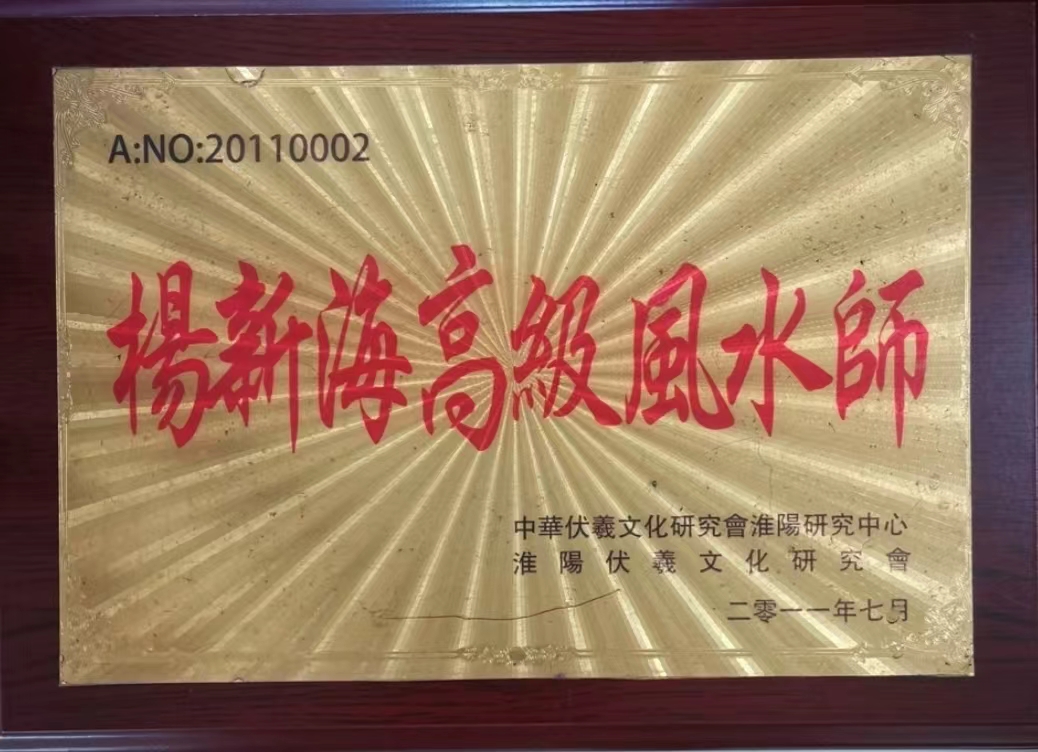 A:NO:20110002
楊新海高級風水師
中華伏羲文化研究會淮陽研究中心
淮陽伏羲文化研究會
二零一一年七月